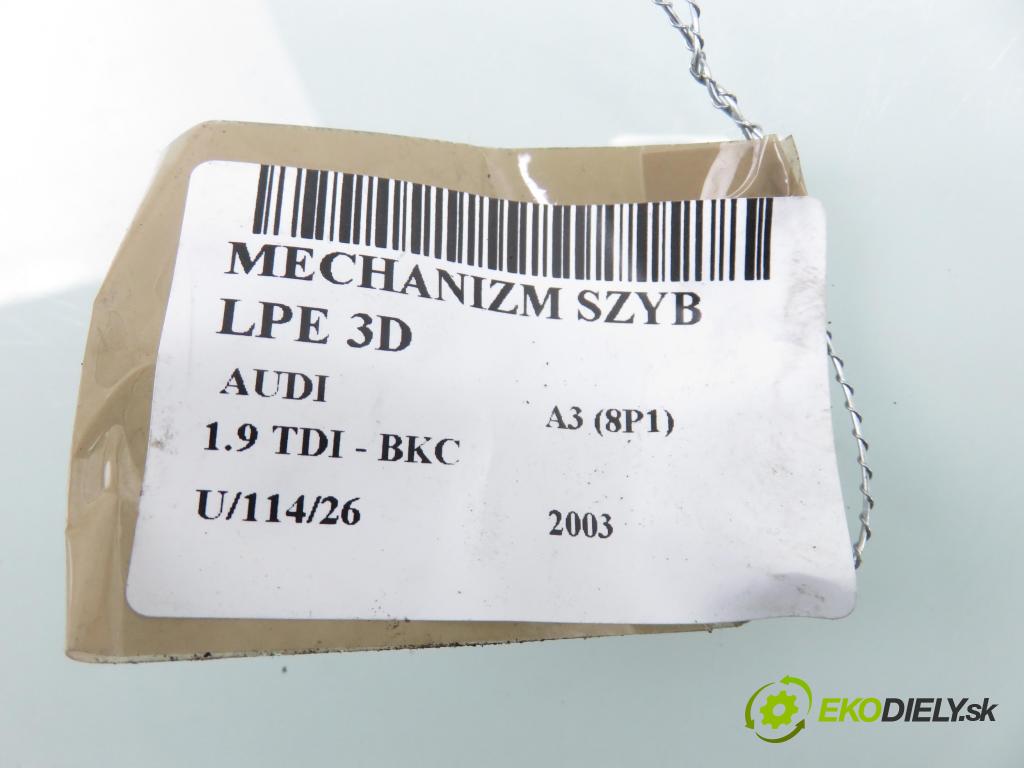 MECHANIZM SZYB
LPE 3D
AUDI
A3 (8P1)
1.9 TDI - BKC
U/114/26
2003
EKODIELY.sk